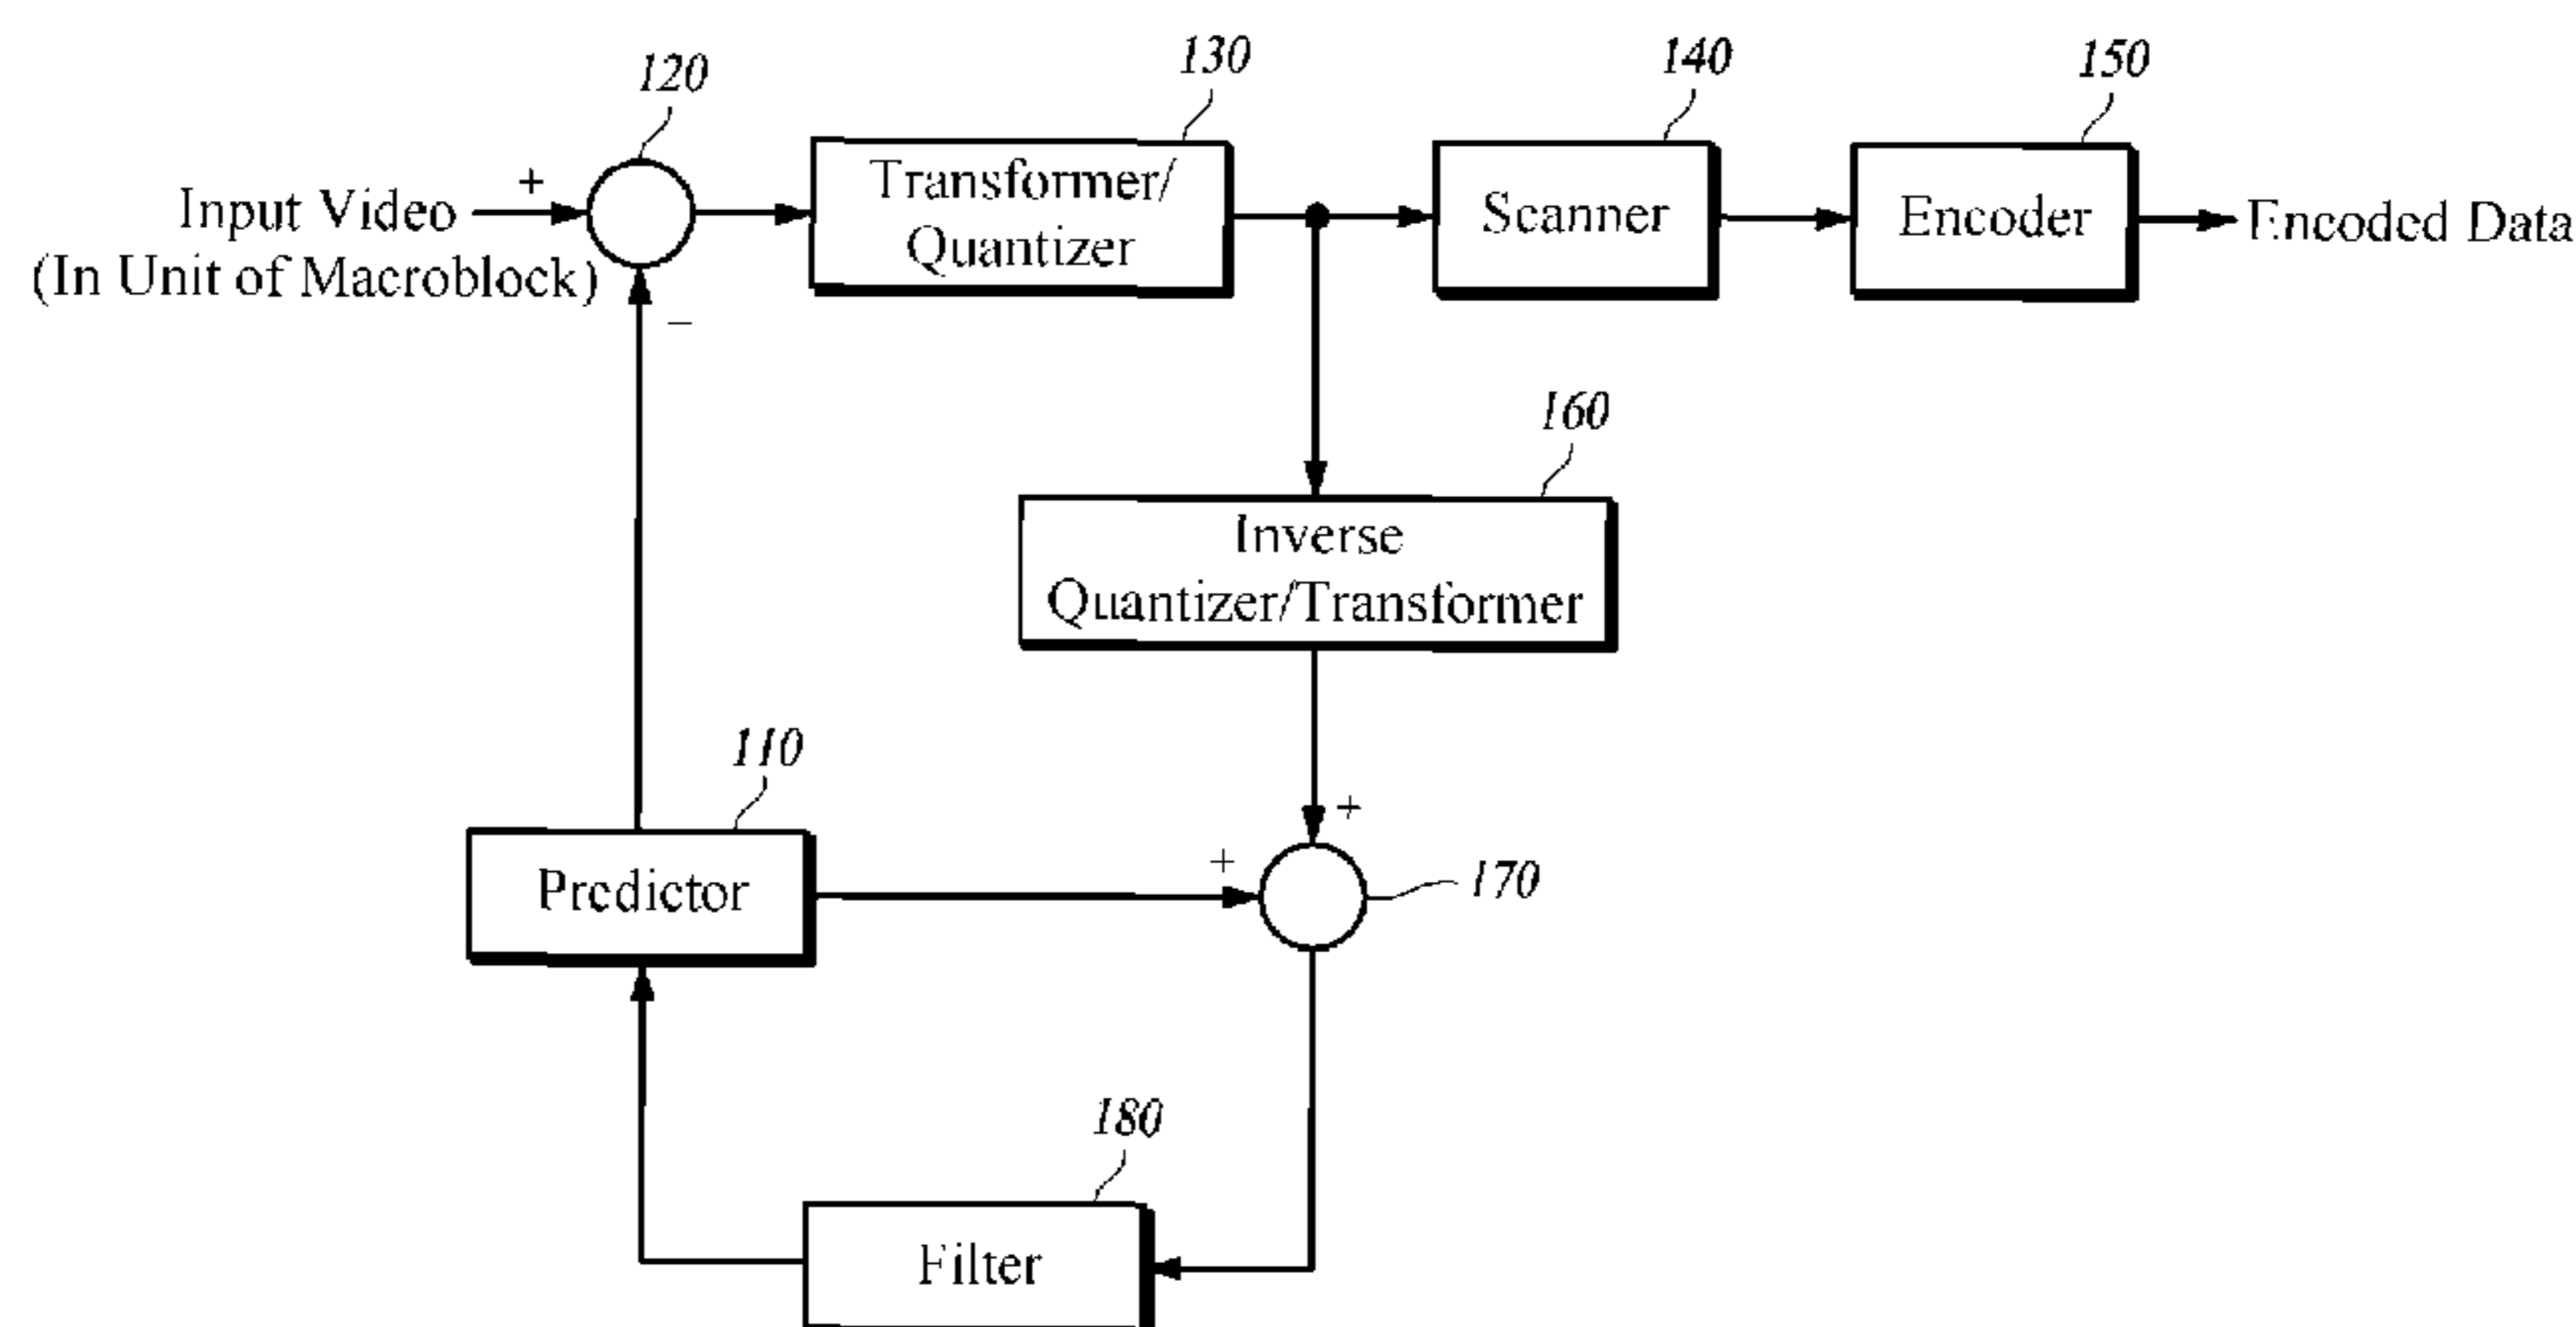 120
130
140
150
+
Input Video
(In Unit of Macroblock)
−
Transformer/
Quantizer
Scanner
Encoder
Encoded Data
160
Inverse
Quantizer/Transformer
110
Predictor
+
+
170
180
Filter